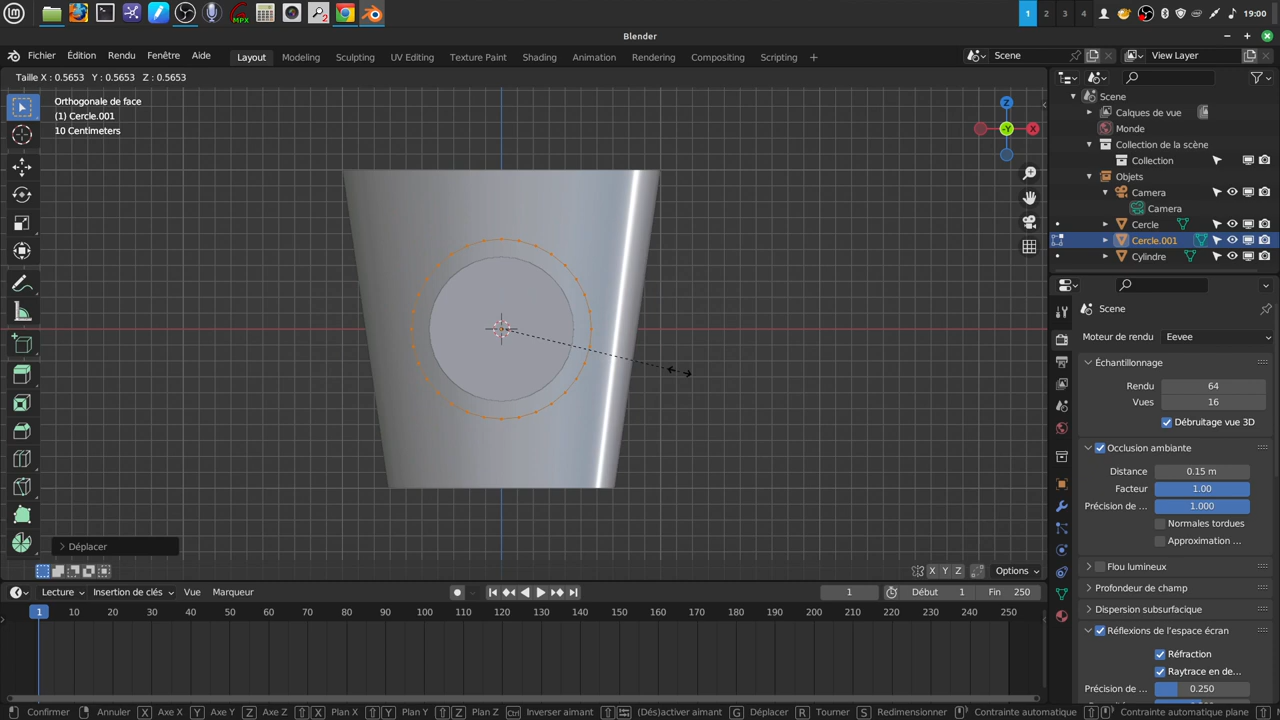 1 2 3 4 19:00
Blender
Fichier Édition Rendu Fenêtre Aide Layout Modeling Sculpting UV Editing Texture Paint Shading Animation Rendering Compositing Scripting + Scene View Layer
Taille X : 0.5653 Y : 0.5653 Z : 0.5653
Orthogonale de face
(1) Cercle.001
10 Centimeters
Z
-Y
X
Scene
Calques de vue
Monde
Collection de la scène
Collection
Objets
Camera
Camera
Cercle
Cercle.001
Cylindre
Scene
Moteur de rendu Eevee
Échantillonnage
Rendu 64
Vues 16
Débruitage vue 3D
Occlusion ambiante
Distance 0.15 m
Facteur 1.00
Précision de ... 1.000
Normales tordues
Approximation ...
Flou lumineux
Profondeur de champ
Dispersion subsurfacique
Réflexions de l'espace écran
Réfraction
Raytrace en de...
Précision de ... 0.250
Déplacer
X Y Z Options
Lecture Insertion de clés Vue Marqueur 1 Début 1 Fin 250
1 10 20 30 40 50 60 70 80 90 100 110 120 130 140 150 160 170 180 190 200 210 220 230 240 250
Confirmer Annuler X Axe X Y Axe Y Z Axe Z X Plan X Y Plan Y Z Plan Z Ctrl Inverser aimant (Dés)activer aimant G Déplacer R Tourner S Redimensionner Contrainte automatique Contrainte automatique plane